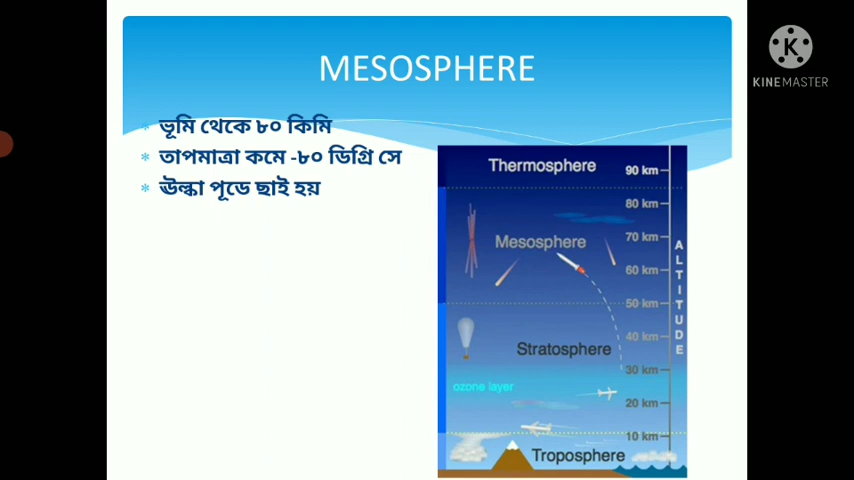 MESOSPHERE
KINEMASTER
ভূমি থেকে ৮০ কিমি
তাপমাত্রা কমে -৮০ ডিগ্রি সে
ঊল্কা পূডে ছাই হয়
Thermosphere
90 km
80 km
Mesosphere
70 km
60 km
50 km
40 km
Stratosphere
30 km
ozone layer
20 km
10 km
Troposphere
ALTITUDE